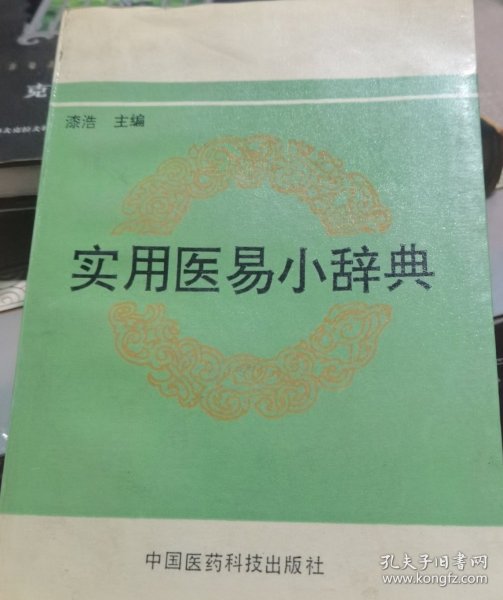 克
漆浩 主编
实用医易小辞典
中国医药科技出版社
孔夫子旧书网
www.kongfz.com